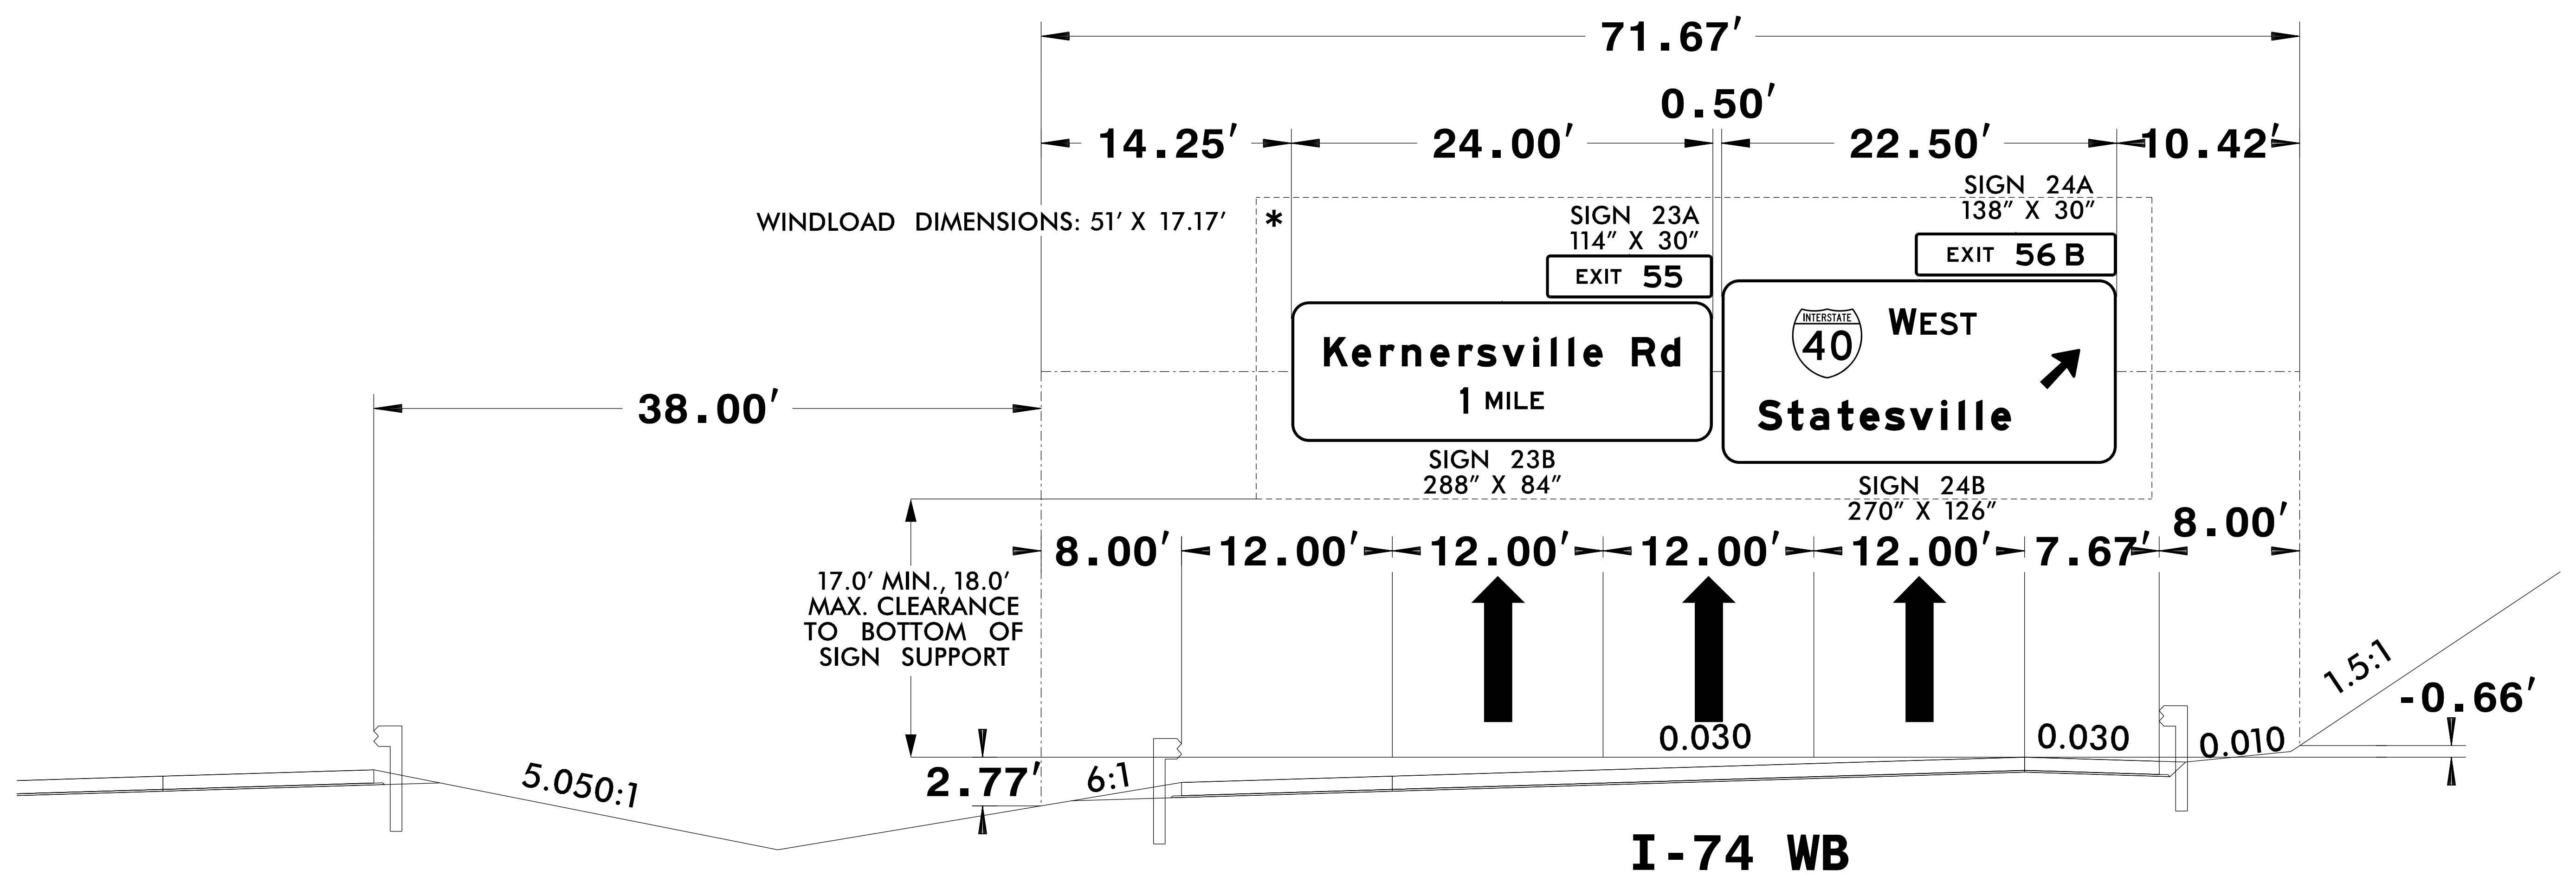 71.67'
0.50'
14.25' 24.00' 22.50' 10.42'
WINDLOAD DIMENSIONS: 51' X 17.17' *
SIGN 23A
114" X 30"
SIGN 24A
138" X 30"
EXIT 55
EXIT 56 B
Kernersville Rd
1 MILE
INTERSTATE
40
WEST
Statesville
38.00'
SIGN 23B
288" X 84"
SIGN 24B
270" X 126"
8.00' 12.00' 12.00' 12.00' 12.00' 7.67' 8.00'
17.0' MIN., 18.0'
MAX. CLEARANCE
TO BOTTOM OF
SIGN SUPPORT
1.5:1
-0.66'
0.030 0.030 0.010
5.050:1
2.77'
6:1
I-74 WB